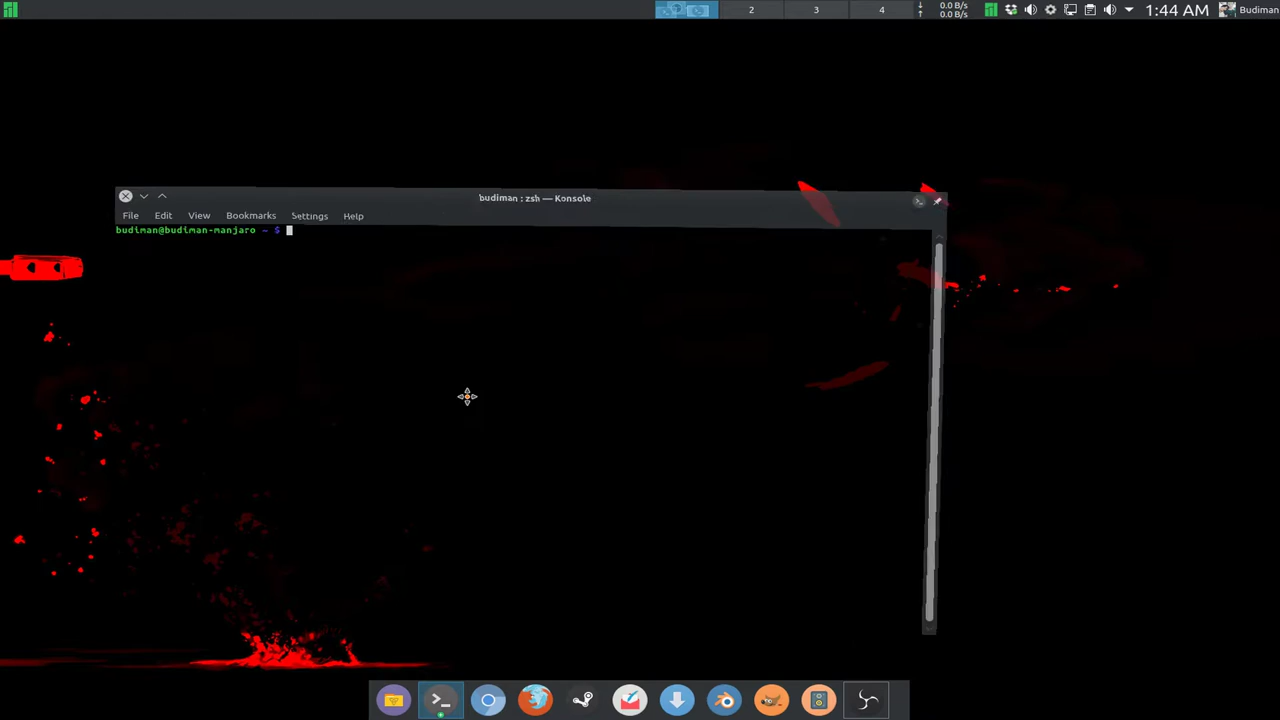 2 3 4 0.0 B/s 1:44 AM Budiman
0.0 B/s
budiman : zsh — Konsole
File Edit View Bookmarks Settings Help
budiman@budiman-manjaro ~ $